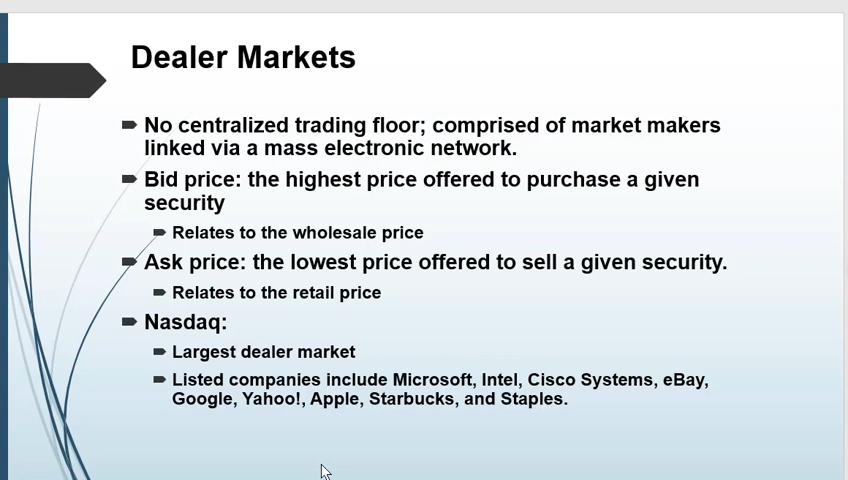 Dealer Markets
No centralized trading floor; comprised of market makers
linked via a mass electronic network.
Bid price: the highest price offered to purchase a given
security
Relates to the wholesale price
Ask price: the lowest price offered to sell a given security.
Relates to the retail price
Nasdaq:
Largest dealer market
Listed companies include Microsoft, Intel, Cisco Systems, eBay,
Google, Yahoo!, Apple, Starbucks, and Staples.